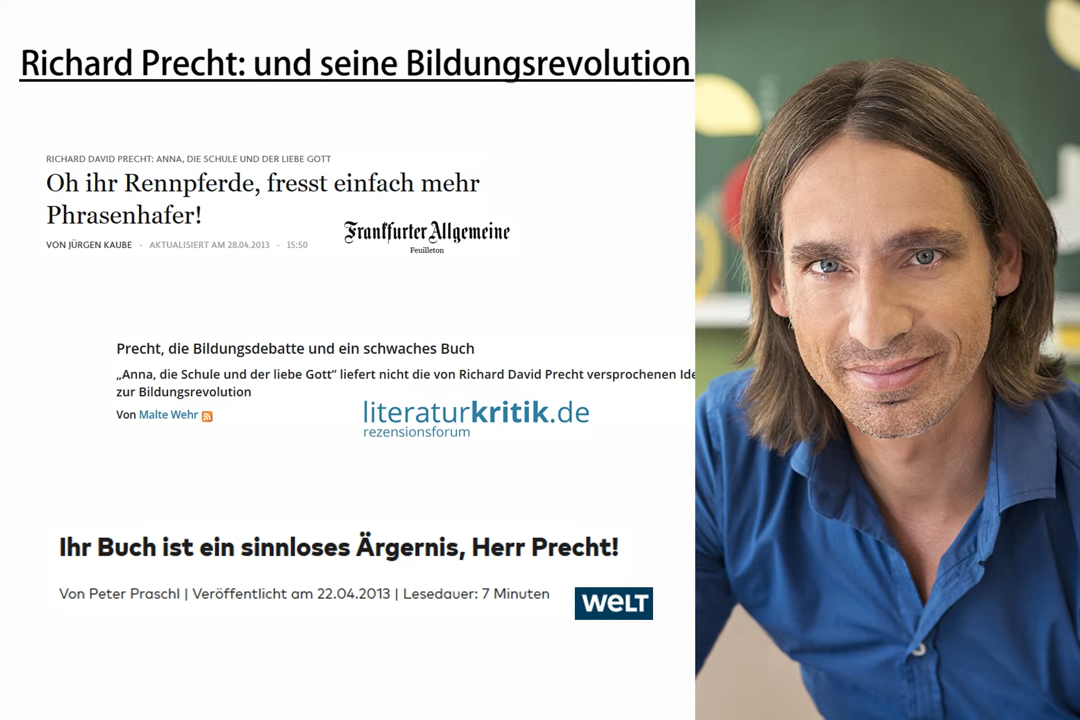 Richard Precht: und seine Bildungsrevolution
RICHARD DAVID PRECHT: ANNA, DIE SCHULE UND DER LIEBE GOTT
Oh ihr Rennpferde, fresst einfach mehr
Phrasenhafer!
VON JÜRGEN KAUBE - AKTUALISIERT AM 28.04.2013 - 15:50
Frankfurter Allgemeine
Feuilleton
Precht, die Bildungsdebatte und ein schwaches Buch
„Anna, die Schule und der liebe Gott“ liefert nicht die von Richard David Precht versprochenen Ide
zur Bildungsrevolution
Von Malte Wehr
literaturkritik.de
rezensionsforum
Ihr Buch ist ein sinnloses Ärgernis, Herr Precht!
Von Peter Praschl | Veröffentlicht am 22.04.2013 | Lesedauer: 7 Minuten
WELT